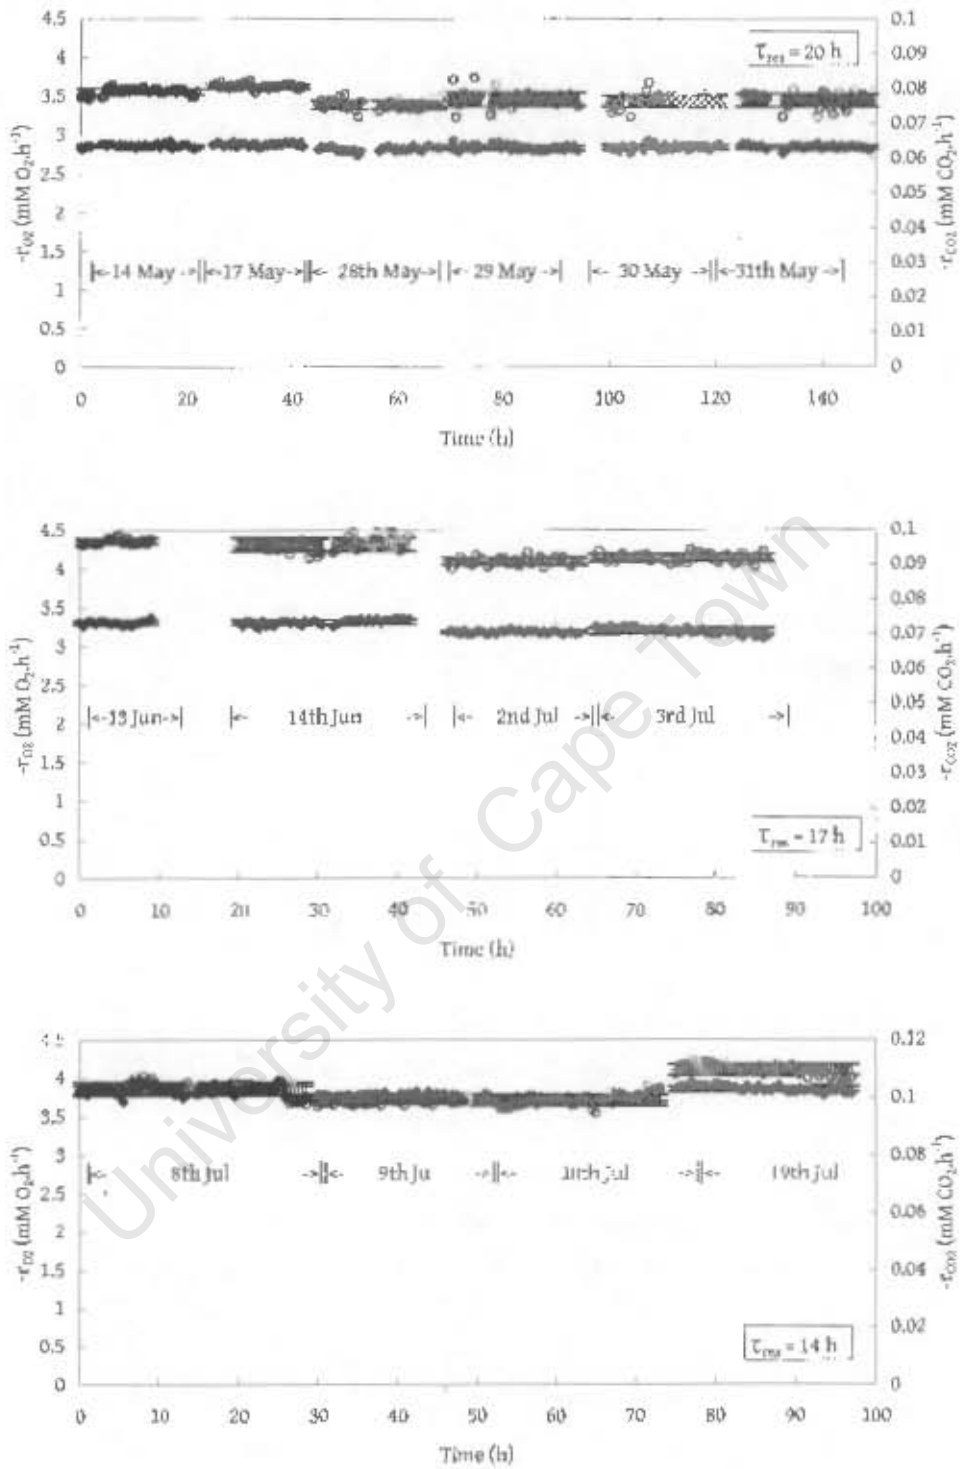 4.5
4
3.5
3
2.5
2
1.5
1
0.5
0
-r_O2 (mM O2.h⁻¹)
0.1
0.09
0.08
0.07
0.06
0.05
0.04
0.03
0.02
0.01
0
-r_CO2 (mM CO2.h⁻¹)
τ_res = 20 h
|<-14 May ->|
|<-17 May ->|
|<- 28th May ->|
|<- 29 May ->|
|<- 30 May ->|
|<-31th May ->|
0 20 40 60 80 100 120 140
Time (h)
4.5
4
3.5
3
2.5
2
1.5
1
0.5
0
-r_O2 (mM O2.h⁻¹)
0.1
0.09
0.08
0.07
0.06
0.05
0.04
0.03
0.02
0.01
0
-r_CO2 (mM CO2.h⁻¹)
|<-13 Jun->|
|<- 14th Jun ->|
|<- 2nd Jul ->|
|<- 3rd Jul ->|
τ_res = 17 h
0 10 20 30 40 50 60 70 80 90 100
Time (h)
4.5
4
3.5
3
2.5
2
1.5
1
0.5
0
-r_O2 (mM O2.h⁻¹)
0.12
0.1
0.08
0.06
0.04
0.02
0
-r_CO2 (mM CO2.h⁻¹)
|<- 8th Jul ->|
|<- 9th Ju ->|
|<- 18th Jul ->|
|<- 19th Jul
τ_res = 14 h
0 10 20 30 40 50 60 70 80 90 100
Time (h)
University of Cape Town